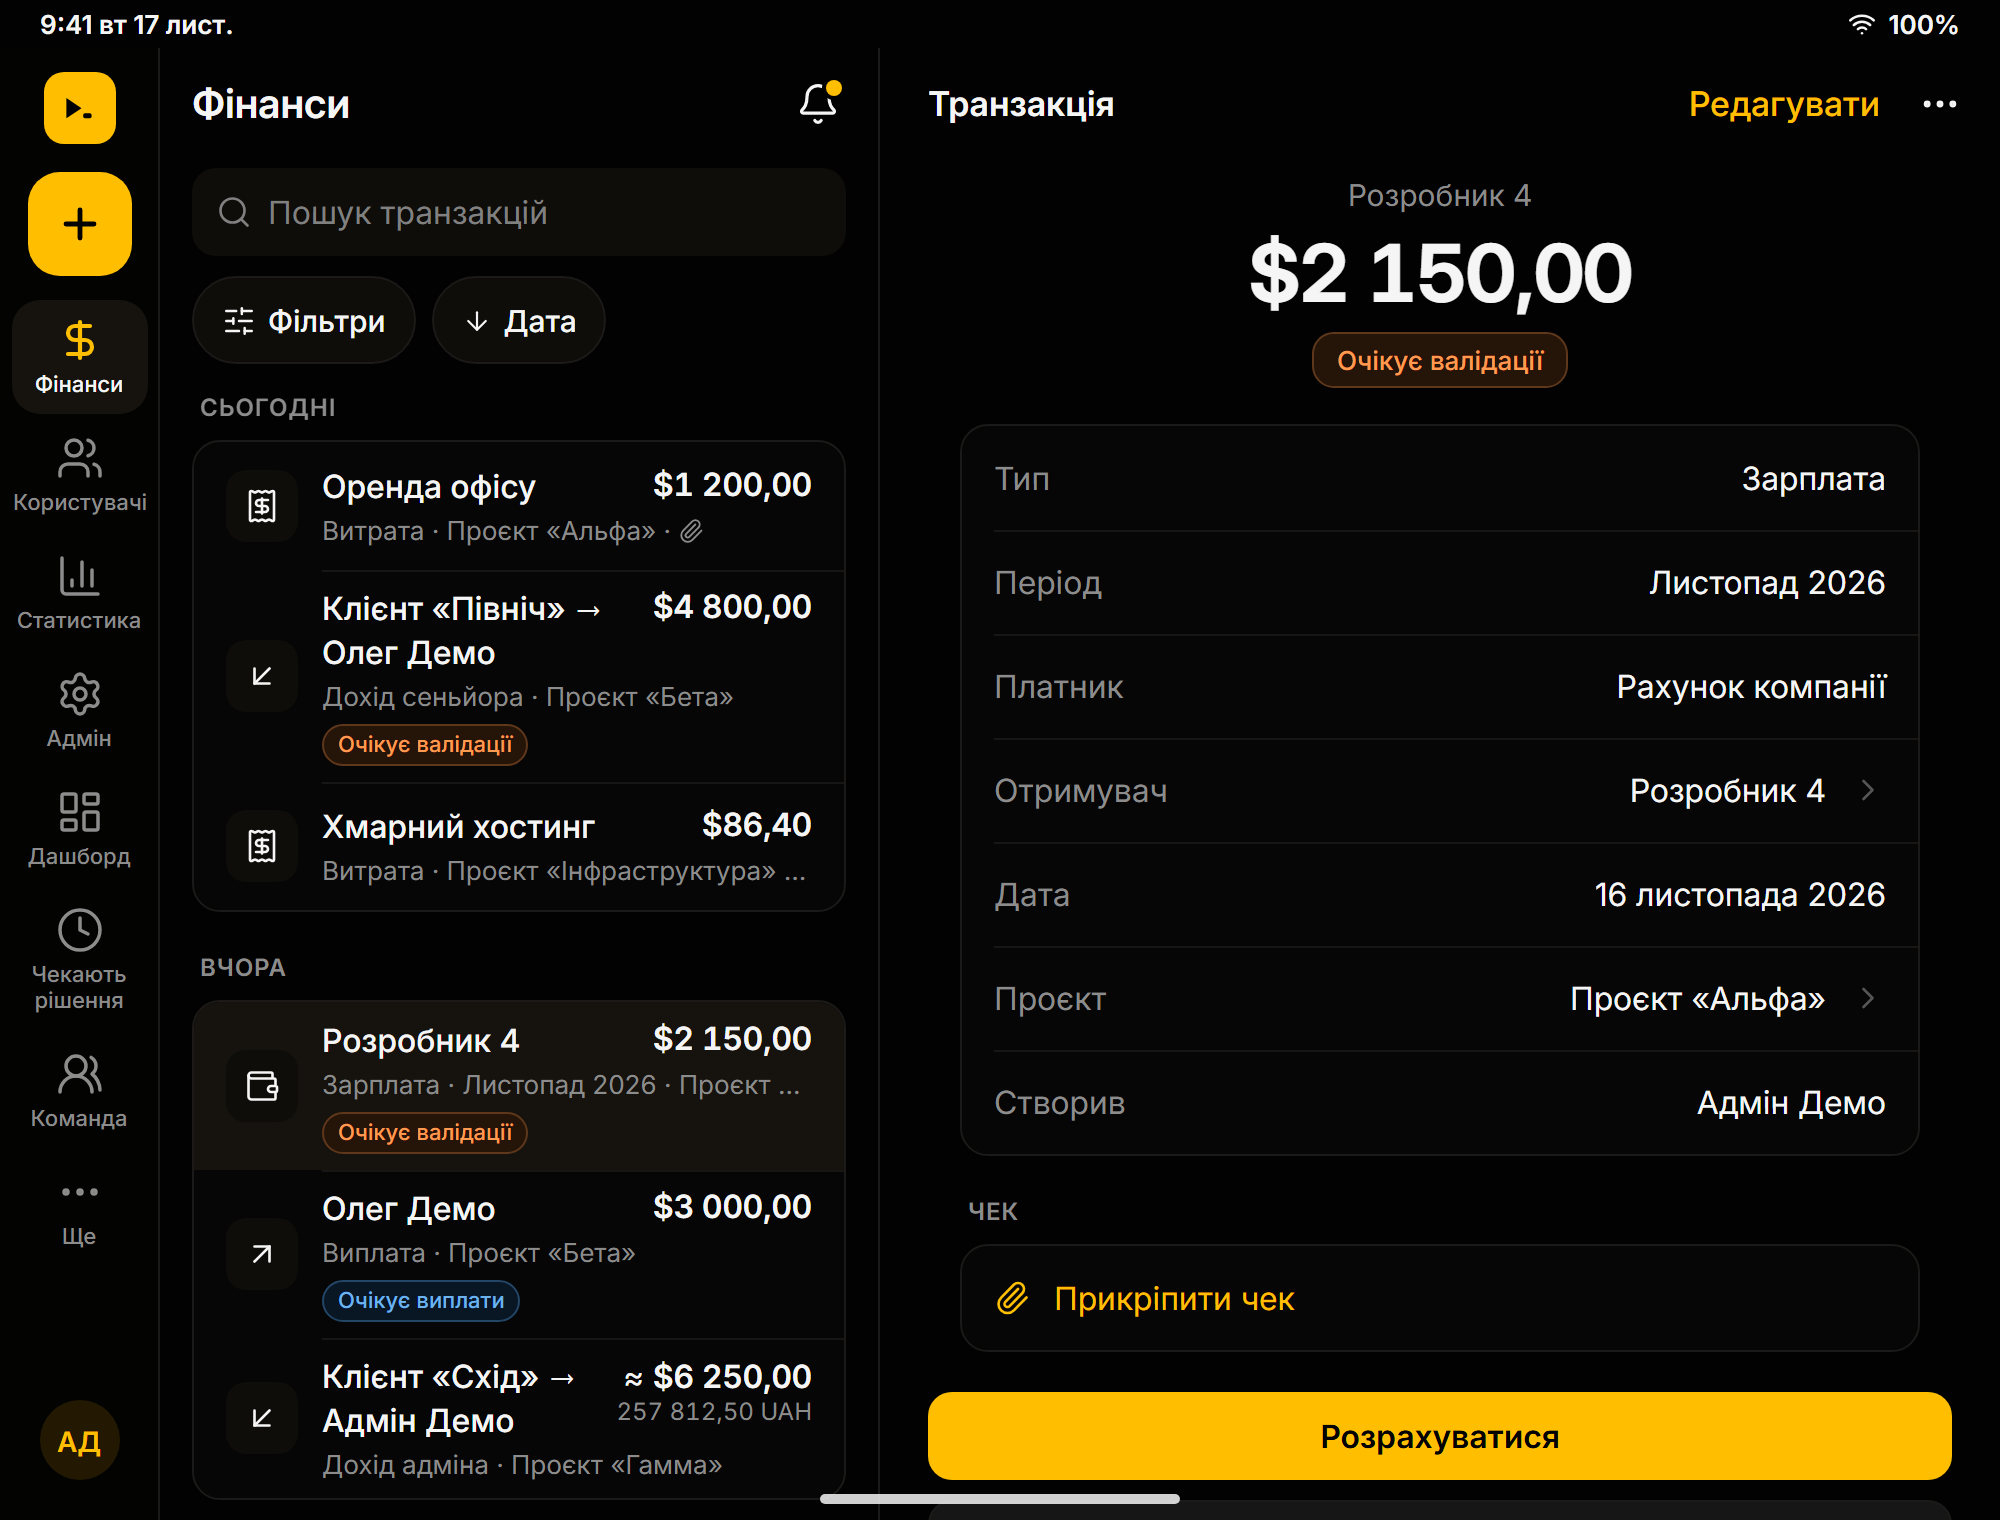 9:41 вт 17 лист.
100%
Фінанси
Користувачі
Статистика
Адмін
Дашборд
Чекають
рішення
Команда
Ще
АД
Фінанси
Пошук транзакцій
Фільтри
Дата
СЬОГОДНІ
Оренда офісу
$1 200,00
Витрата · Проєкт «Альфа» ·
Клієнт «Північ» →
Олег Демо
$4 800,00
Дохід сеньйора · Проєкт «Бета»
Очікує валідації
Хмарний хостинг
$86,40
Витрата · Проєкт «Інфраструктура» ...
ВЧОРА
Розробник 4
$2 150,00
Зарплата · Листопад 2026 · Проєкт ...
Очікує валідації
Олег Демо
$3 000,00
Виплата · Проєкт «Бета»
Очікує виплати
Клієнт «Схід» →
Адмін Демо
≈ $6 250,00
257 812,50 UAH
Дохід адміна · Проєкт «Гамма»
Транзакція
Редагувати
Розробник 4
$2 150,00
Очікує валідації
Тип
Зарплата
Період
Листопад 2026
Платник
Рахунок компанії
Отримувач
Розробник 4
Дата
16 листопада 2026
Проєкт
Проєкт «Альфа»
Створив
Адмін Демо
ЧЕК
Прикріпити чек
Розрахуватися